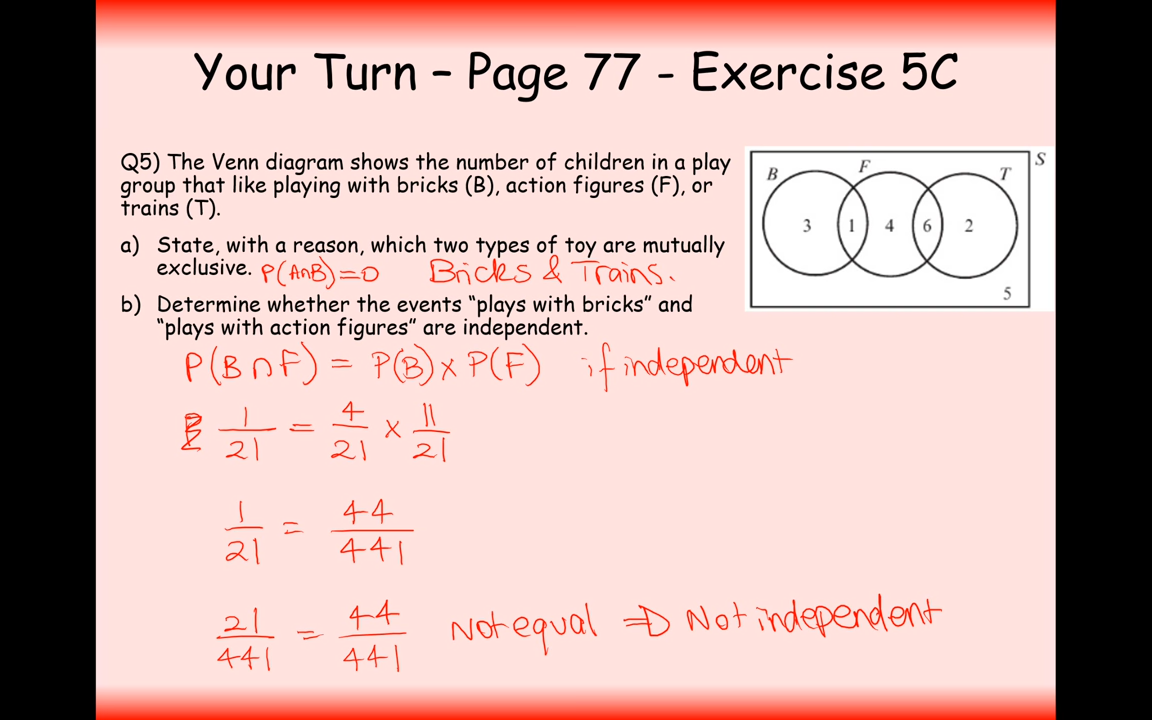 Your Turn – Page 77 - Exercise 5C
Q5) The Venn diagram shows the number of children in a play
group that like playing with bricks (B), action figures (F), or
trains (T).
a) State, with a reason, which two types of toy are mutually
exclusive. P(A∩B)=0 Bricks & Trains.
b) Determine whether the events “plays with bricks” and
“plays with action figures” are independent.
S
B F T
3 1 4 6 2
5
P(B∩F) = P(B) × P(F) if independent
1/21 = 4/21 × 11/21
1/21 = 44/441
21/441 = 44/441 Not equal ⇒ Not independent